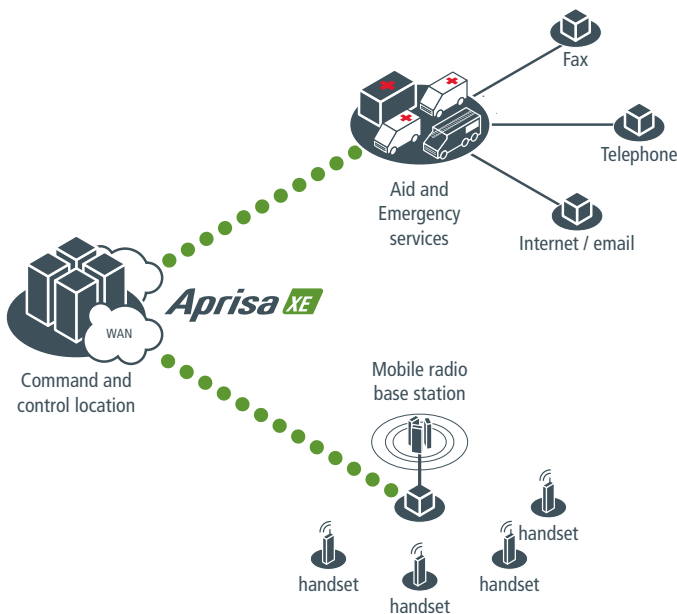 Fax
Telephone
Aid and
Emergency
services
Internet / email
Aprisa XE
WAN
Command and
control location
Mobile radio
base station
handset
handset
handset
handset